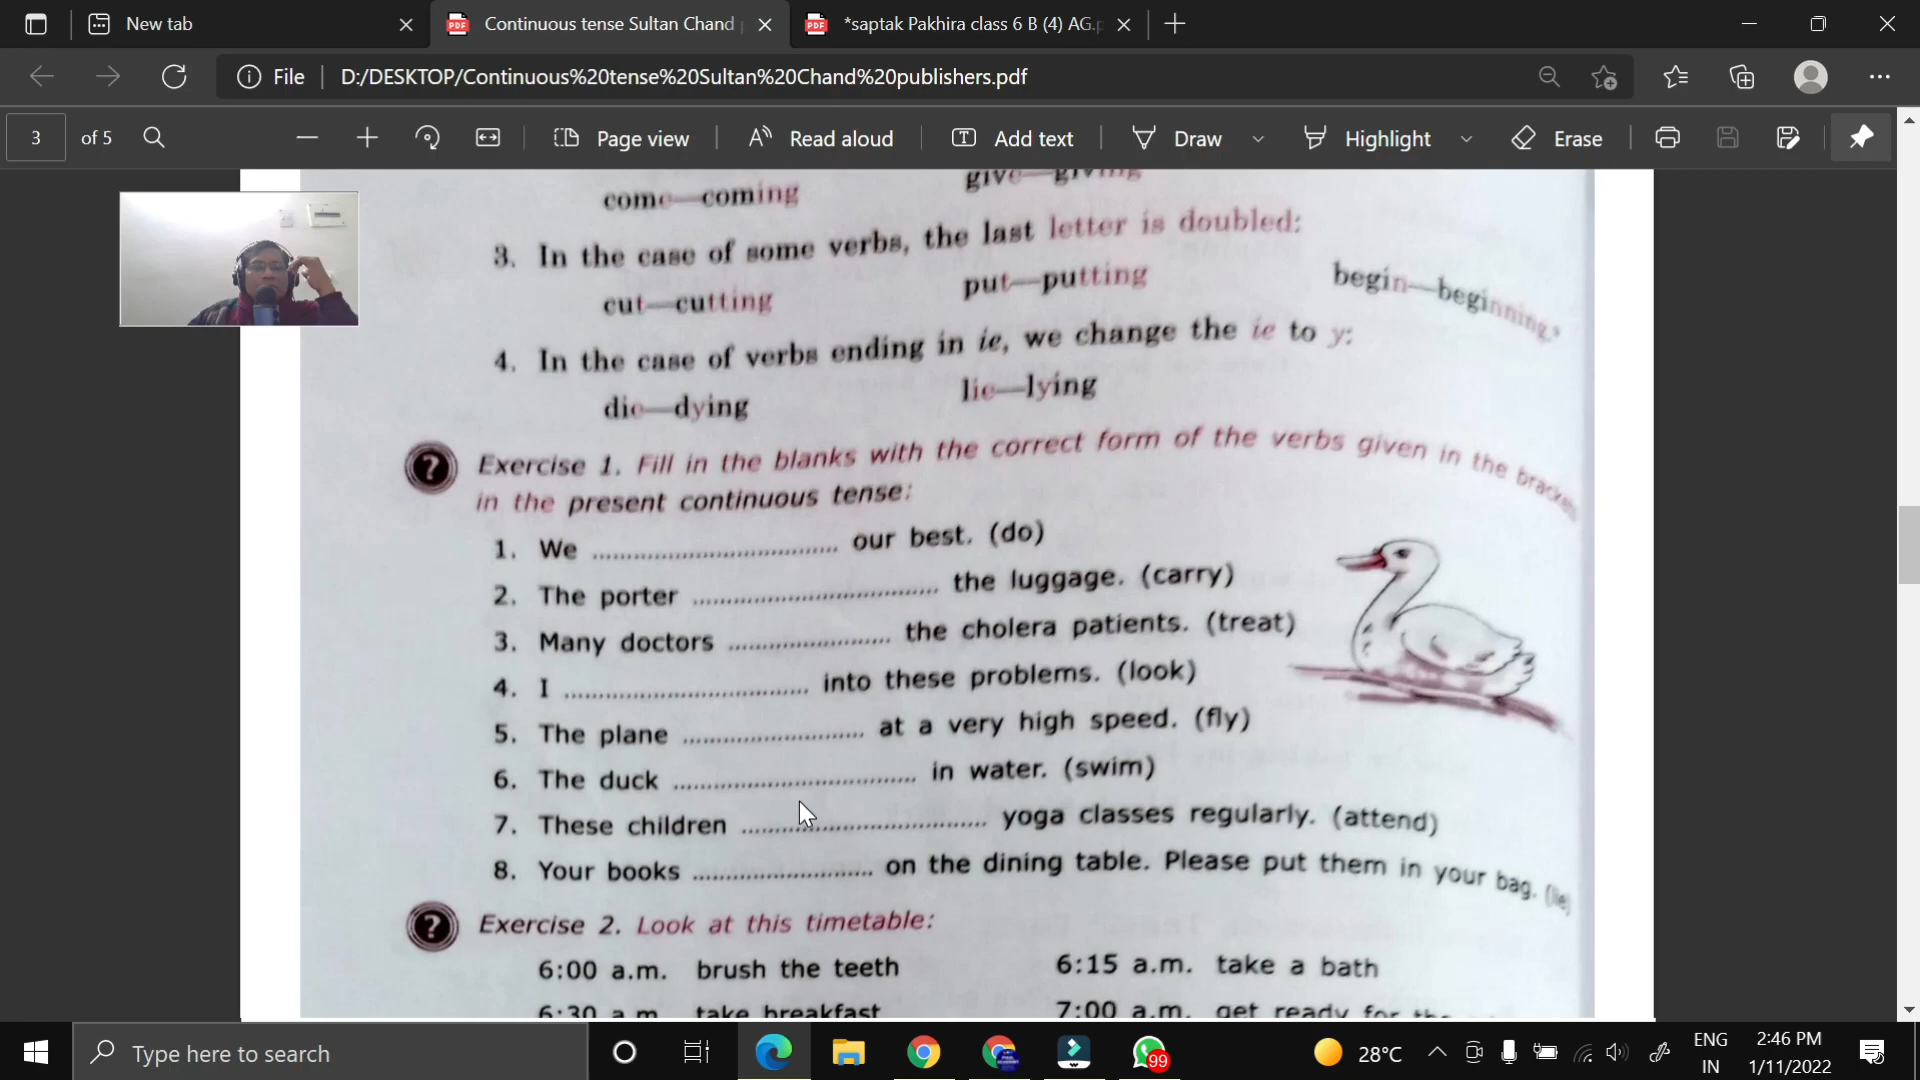 New tab
Continuous tense Sultan Chand
*saptak Pakhira class 6 B (4) AG.p
File
D:/DESKTOP/Continuous%20tense%20Sultan%20Chand%20publishers.pdf
3 of 5
Page view
Read aloud
Add text
Draw
Highlight
Erase
come—coming give—giving
3. In the case of some verbs, the last letter is doubled:
cut—cutting put—putting begin—beginning.
4. In the case of verbs ending in ie, we change the ie to y:
die—dying lie—lying
? Exercise 1. Fill in the blanks with the correct form of the verbs given in the brackets
in the present continuous tense:
1. We .................................. our best. (do)
2. The porter .................................. the luggage. (carry)
3. Many doctors ...................... the cholera patients. (treat)
4. I .................................. into these problems. (look)
5. The plane ......................... at a very high speed. (fly)
6. The duck .................................. in water. (swim)
7. These children .................................. yoga classes regularly. (attend)
8. Your books ......................... on the dining table. Please put them in your bag. (lie)
? Exercise 2. Look at this timetable:
6:00 a.m. brush the teeth 6:15 a.m. take a bath
6:30 a.m. take breakfast 7:00 a.m. get ready for the
Type here to search
99
28°C
ENG
IN
2:46 PM
1/11/2022